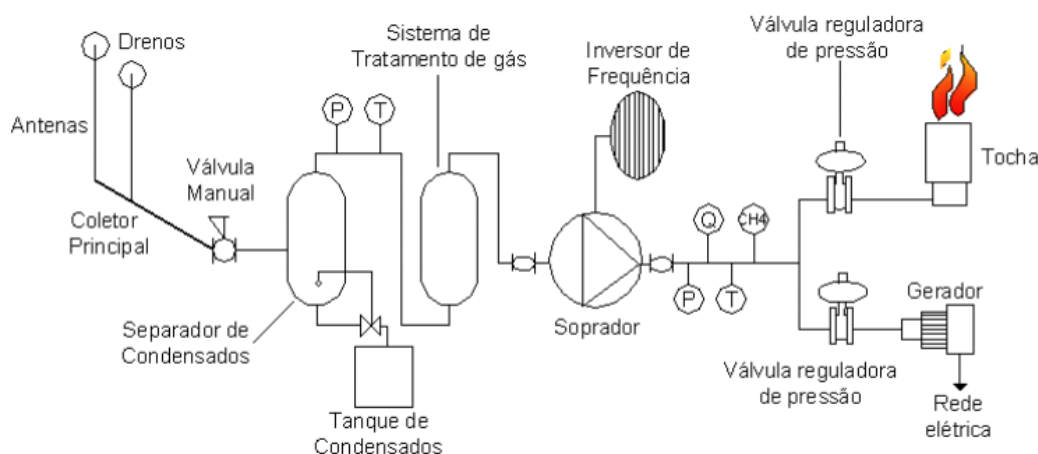 Drenos
Antenas
Coletor
Principal
Válvula
Manual
P
T
Sistema de
Tratamento de gás
Separador de
Condensados
Tanque de
Condensados
Inversor de
Frequência
Soprador
Q
CH4
P
T
Válvula reguladora
de pressão
Tocha
Válvula reguladora
de pressão
Gerador
Rede
elétrica